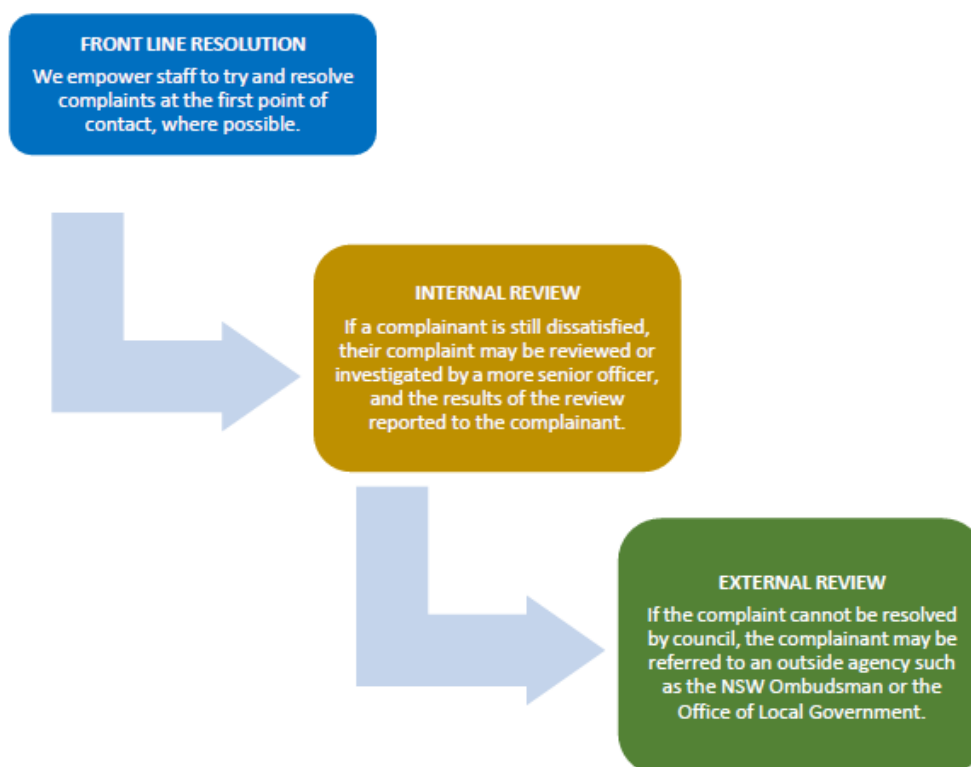 FRONT LINE RESOLUTION
We empower staff to try and resolve
complaints at the first point of
contact, where possible.
INTERNAL REVIEW
If a complainant is still dissatisfied,
their complaint may be reviewed or
investigated by a more senior officer,
and the results of the review
reported to the complainant.
EXTERNAL REVIEW
If the complaint cannot be resolved
by council, the complainant may be
referred to an outside agency such
as the NSW Ombudsman or the
Office of Local Government.